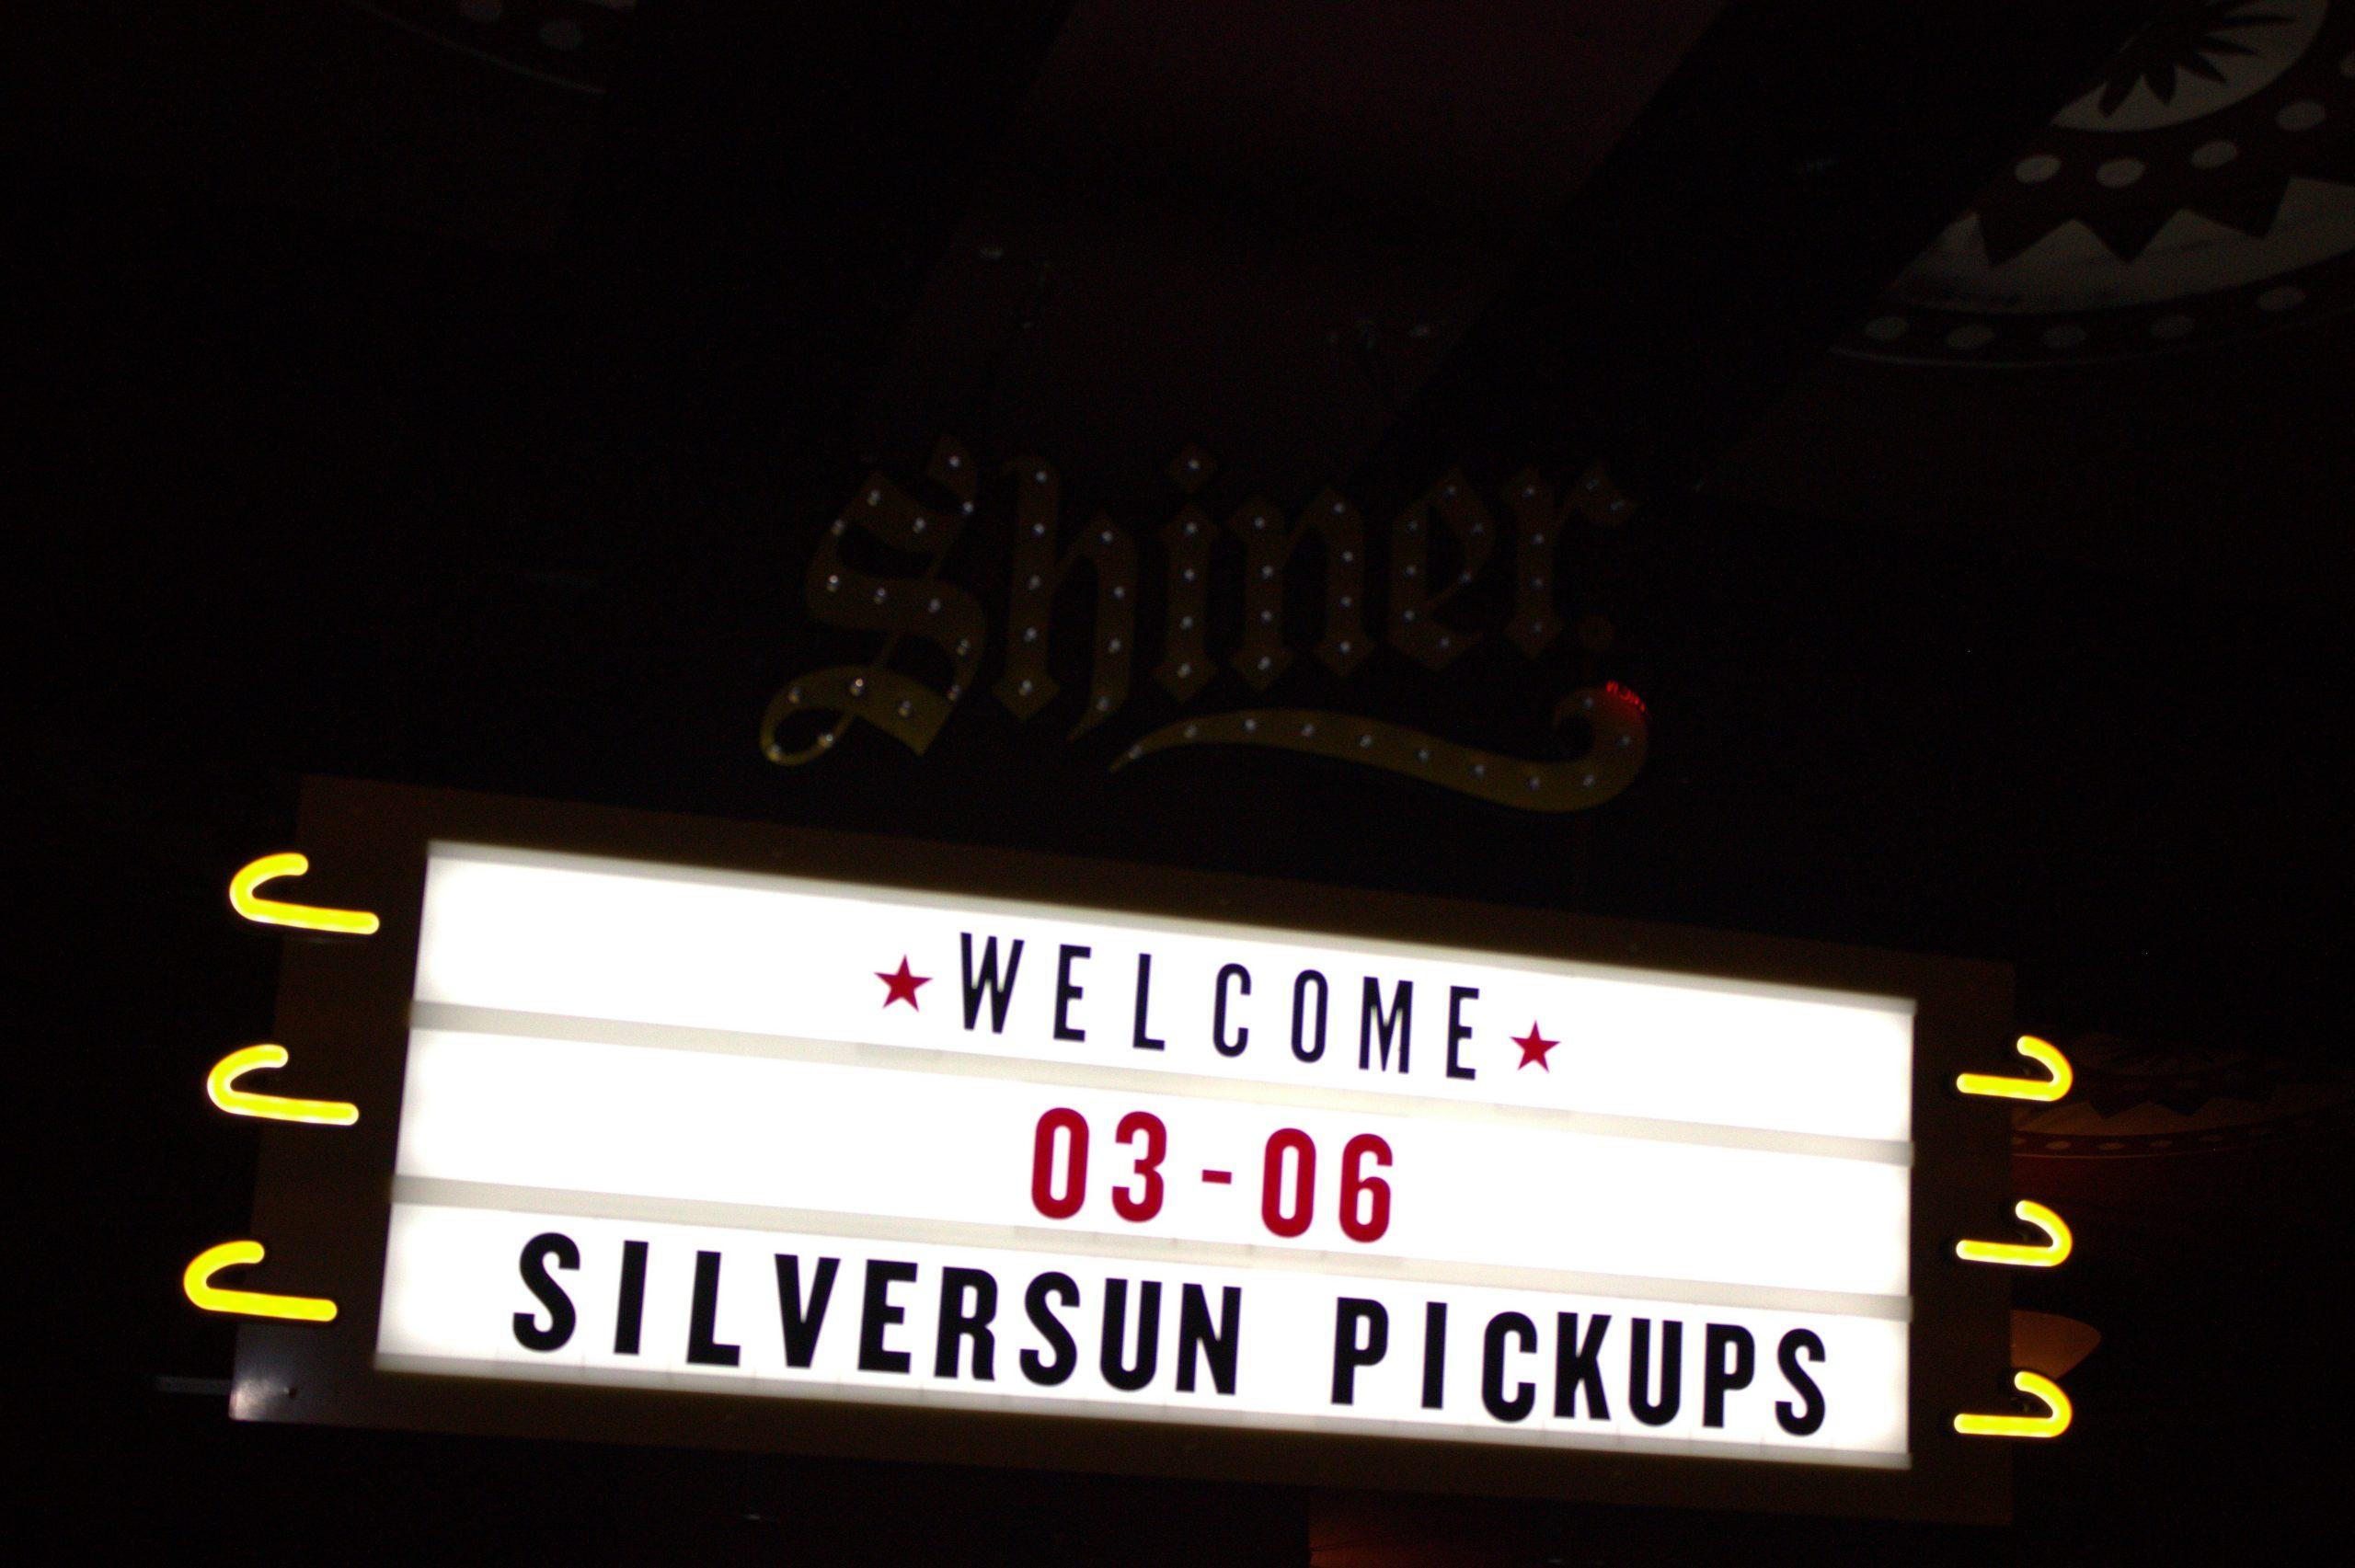 Shiner
WELCOME
03-06
SILVERSUN PICKUPS